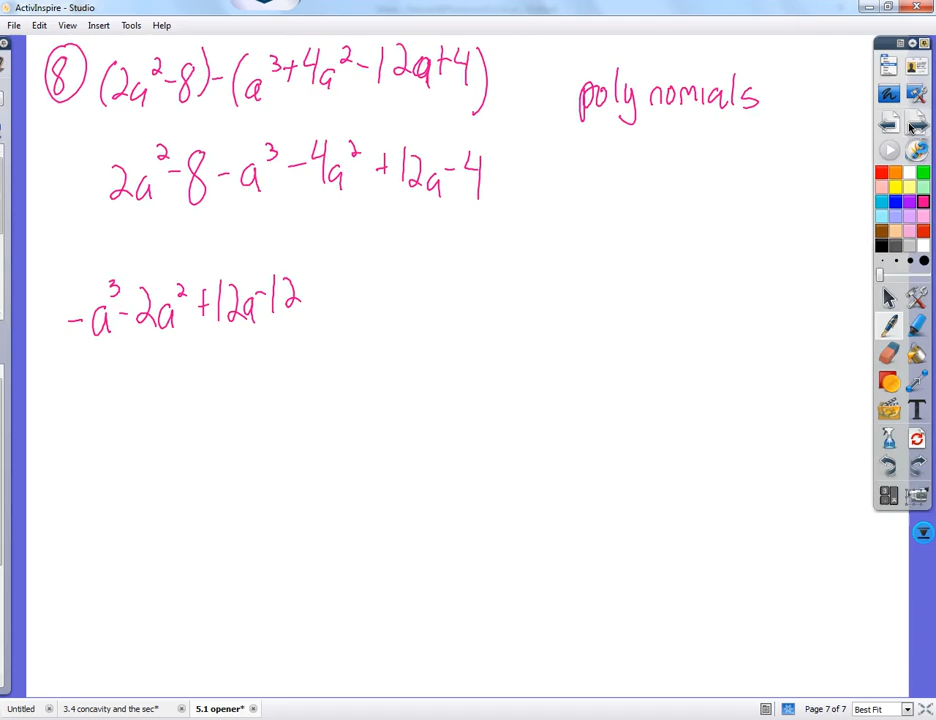 ActivInspire - Studio
File Edit View Insert Tools Help
8 (2a² - 8) - (a³ + 4a² - 12a + 4)
polynomials
2a² - 8 - a³ - 4a² + 12a - 4
- a³ - 2a² + 12a - 12
Untitled 3.4 concavity and the sec* 5.1 opener* Page 7 of 7 Best Fit